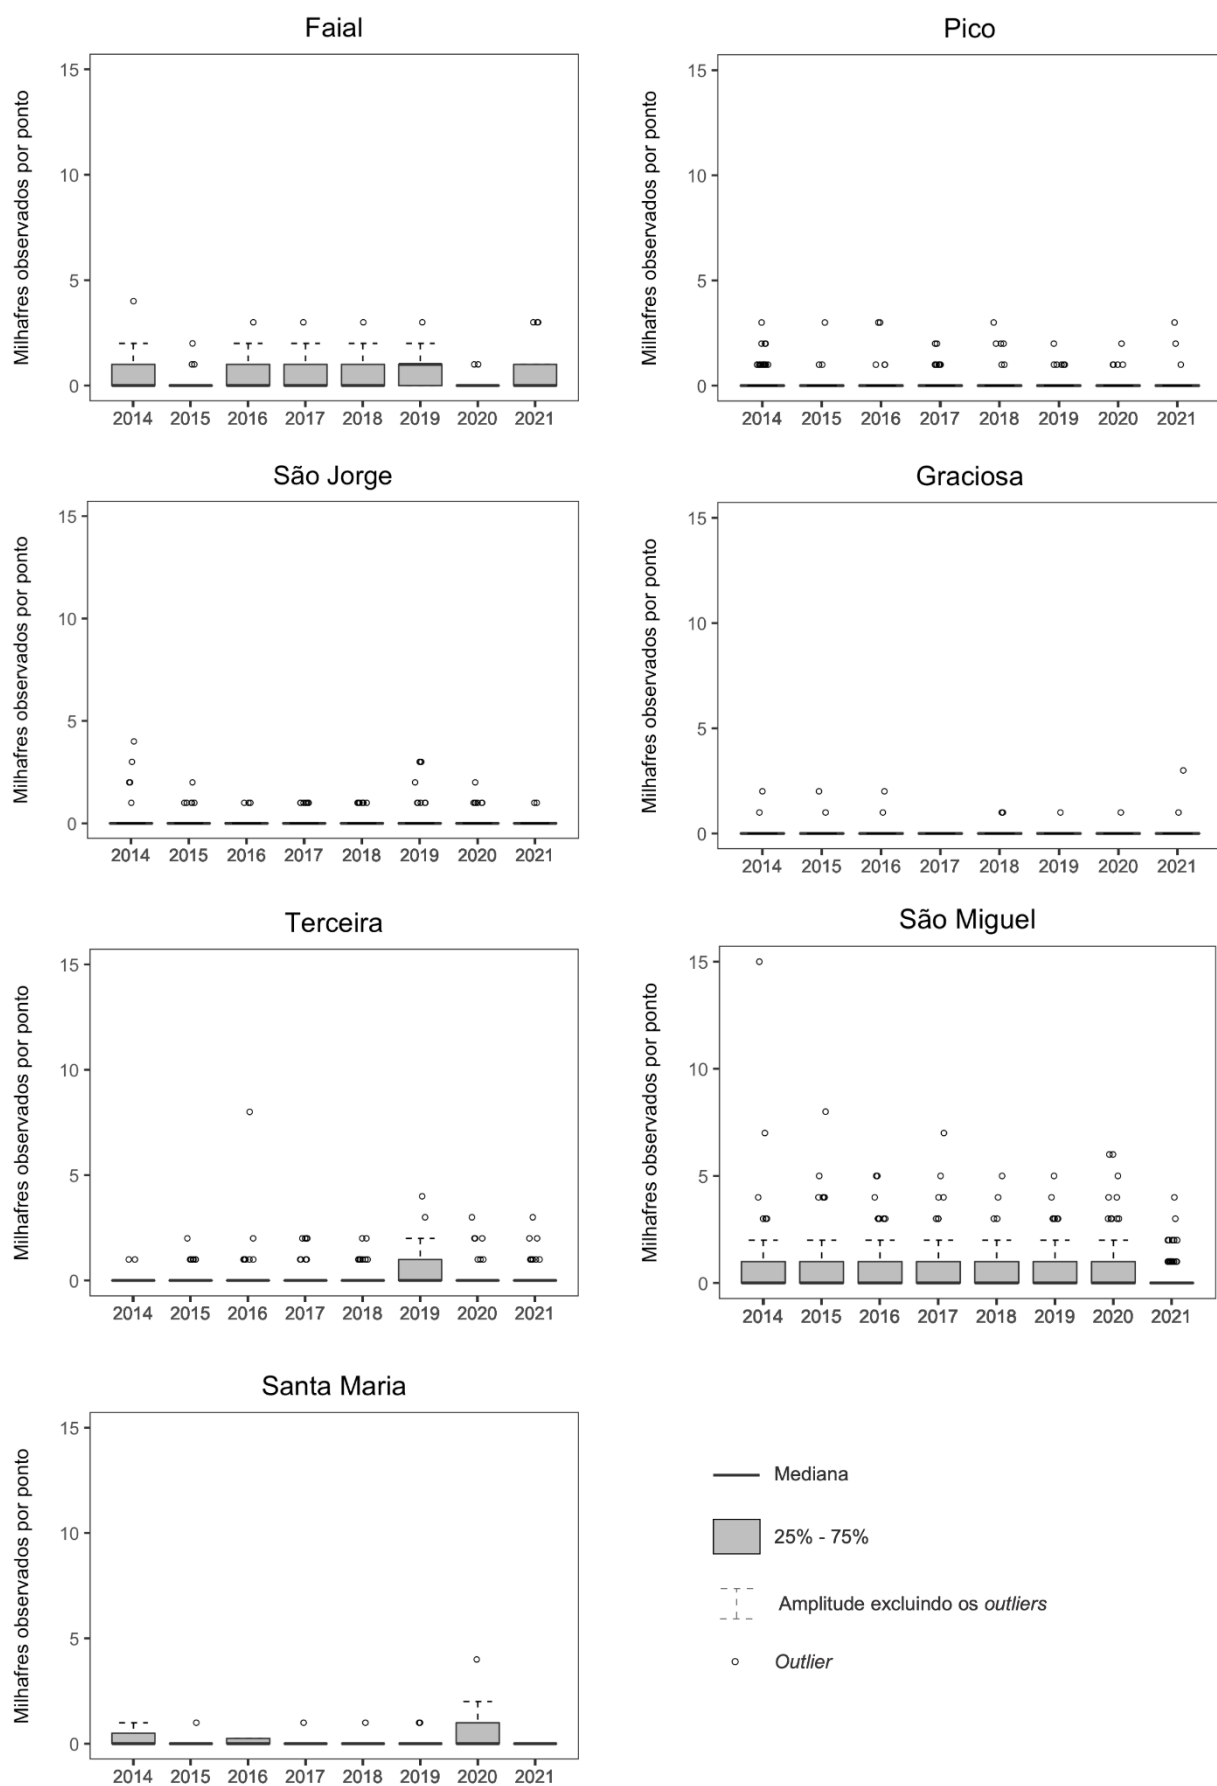 Faial
Milhafres observados por ponto
15
10
5
0
2014 2015 2016 2017 2018 2019 2020 2021
Pico
Milhafres observados por ponto
15
10
5
0
2014 2015 2016 2017 2018 2019 2020 2021
São Jorge
Milhafres observados por ponto
15
10
5
0
2014 2015 2016 2017 2018 2019 2020 2021
Graciosa
Milhafres observados por ponto
15
10
5
0
2014 2015 2016 2017 2018 2019 2020 2021
Terceira
Milhafres observados por ponto
15
10
5
0
2014 2015 2016 2017 2018 2019 2020 2021
São Miguel
Milhafres observados por ponto
15
10
5
0
2014 2015 2016 2017 2018 2019 2020 2021
Santa Maria
Milhafres observados por ponto
15
10
5
0
2014 2015 2016 2017 2018 2019 2020 2021
Mediana
25% - 75%
Amplitude excluindo os outliers
Outlier